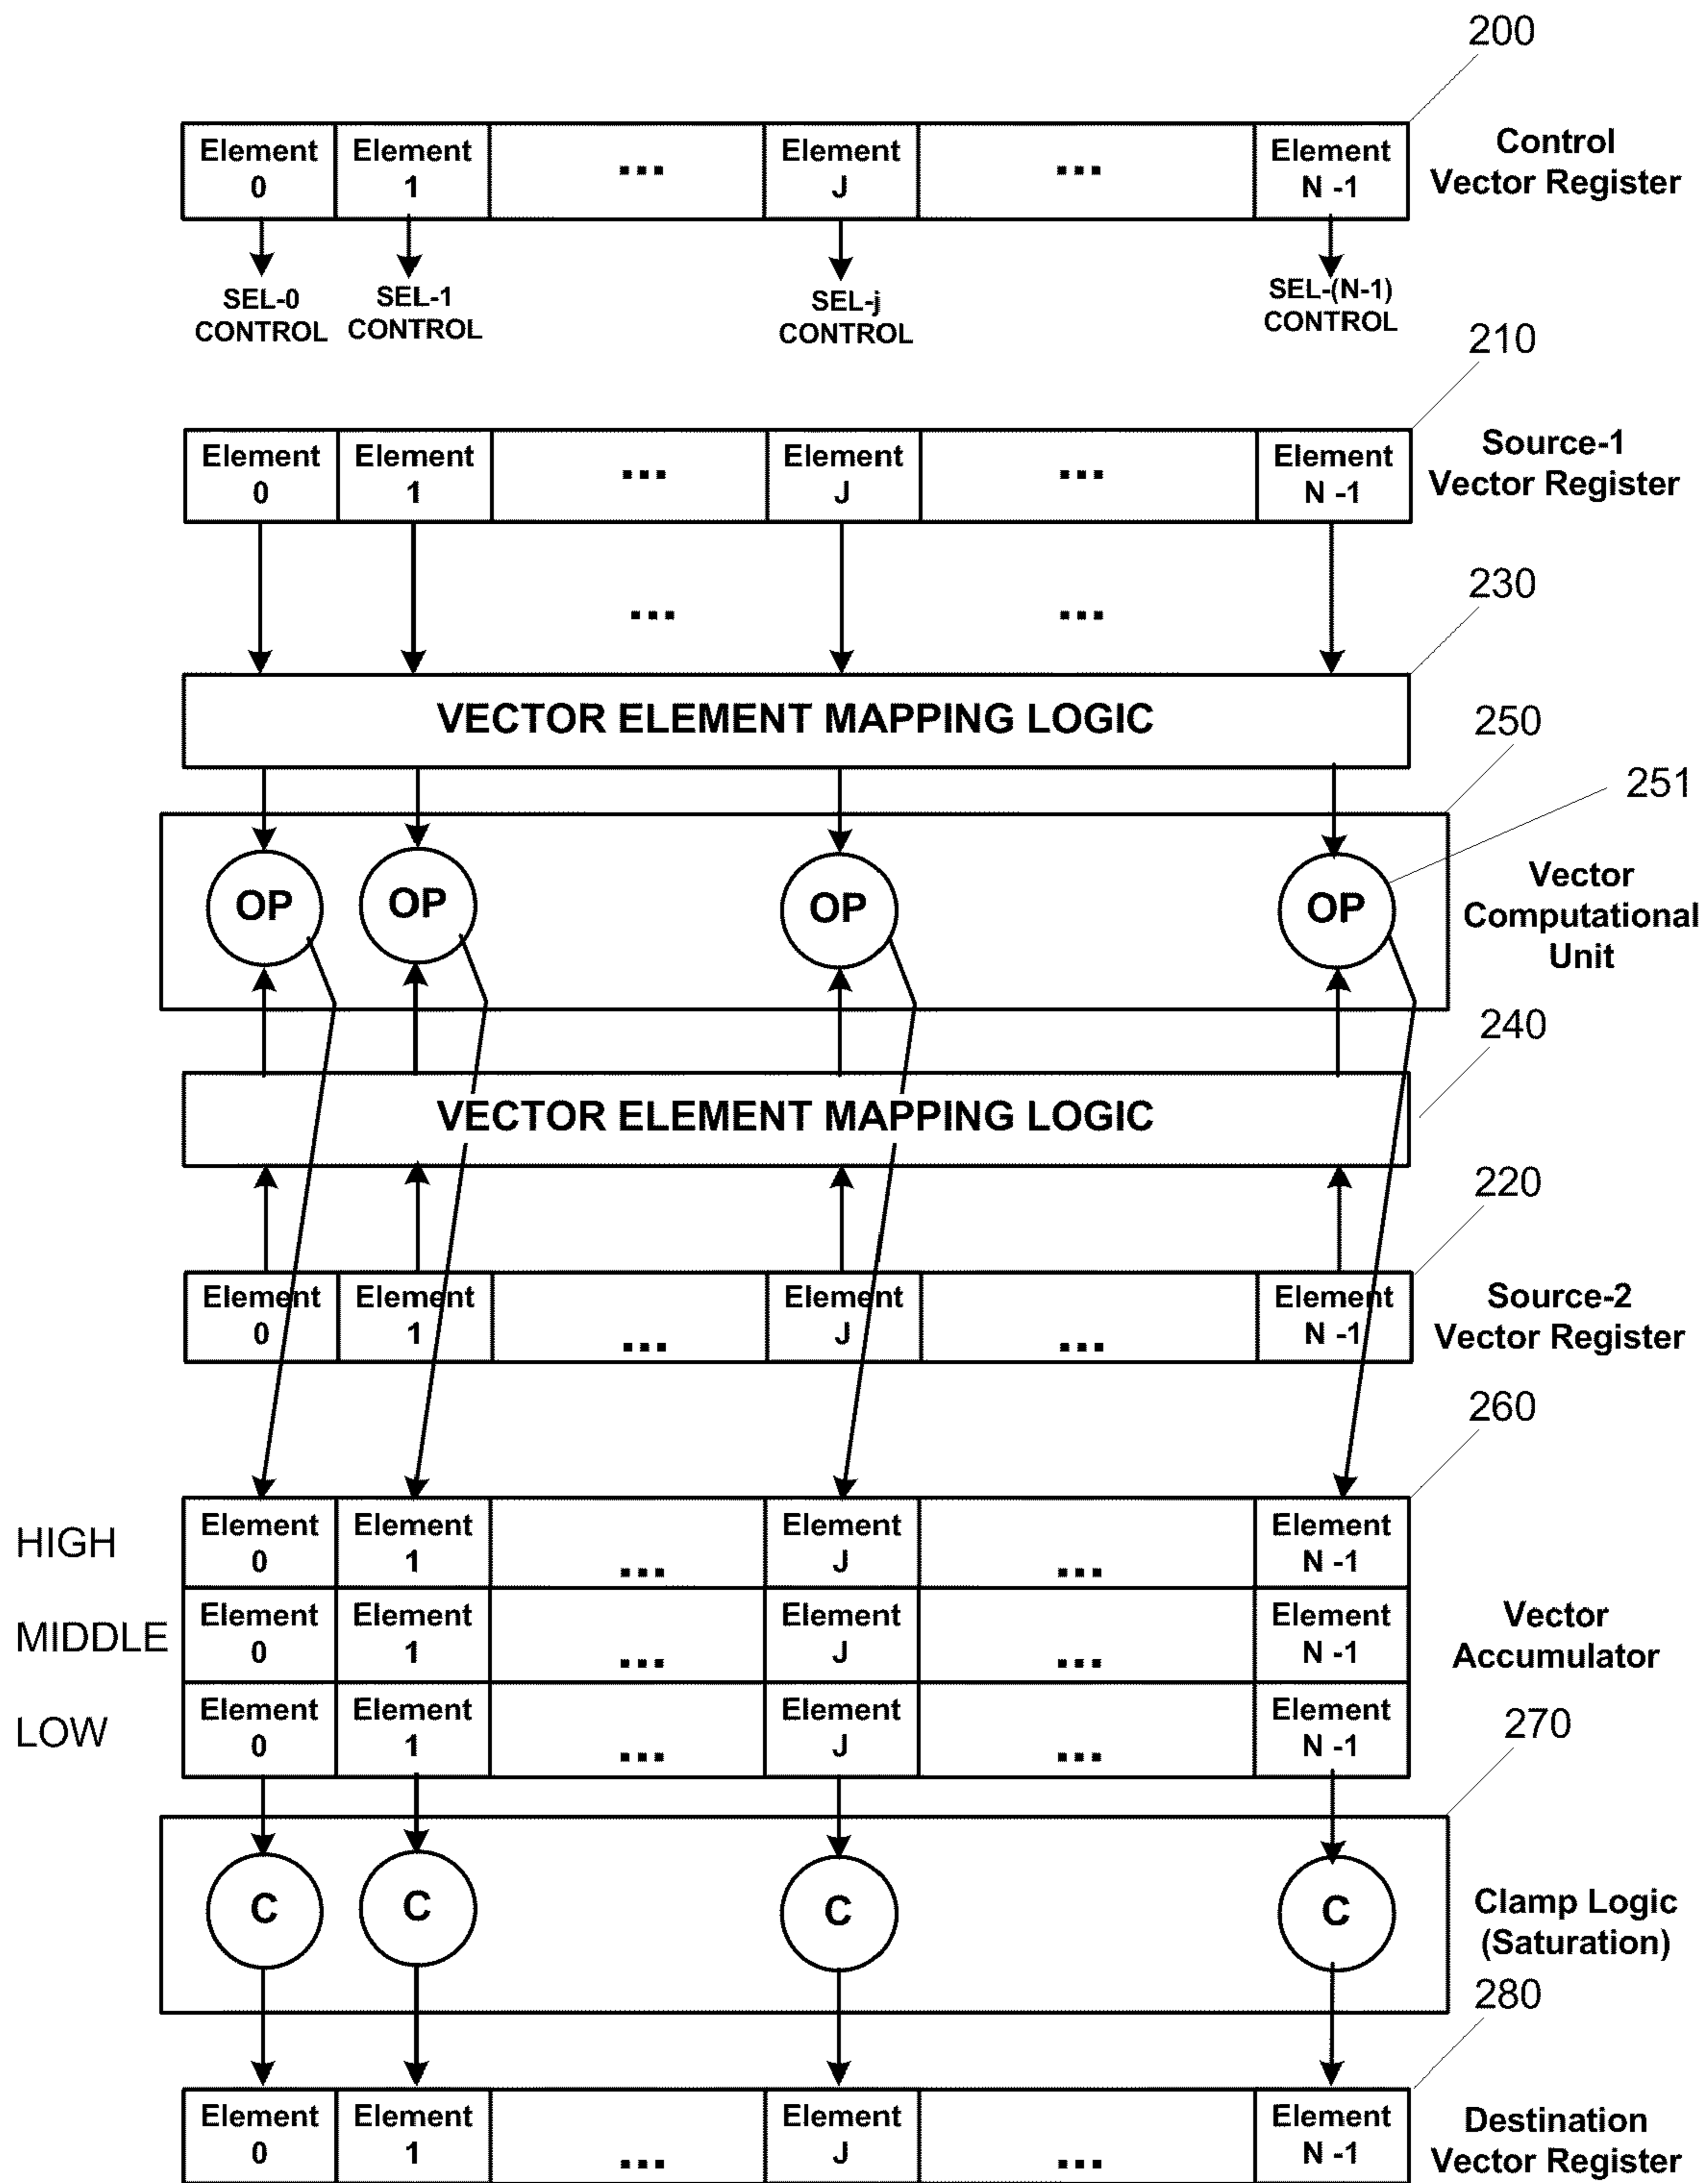 200
Element Element ... Element ... Element
0 1 J N -1
Control
Vector Register
SEL-0 CONTROL
SEL-1 CONTROL
SEL-j CONTROL
SEL-(N-1) CONTROL
210
Element Element ... Element ... Element
0 1 J N -1
Source-1
Vector Register
... ...
230
VECTOR ELEMENT MAPPING LOGIC
250
251
OP OP OP OP
Vector
Computational
Unit
240
VECTOR ELEMENT MAPPING LOGIC
220
Element Element Element Element
0 1 ... J ... N -1
Source-2
Vector Register
260
HIGH
Element Element Element Element
0 1 ... J ... N -1
MIDDLE
Element Element Element Element
0 1 ... J ... N -1
Vector
Accumulator
LOW
Element Element Element Element
0 1 ... J ... N -1
270
C C C C
Clamp Logic
(Saturation)
280
Element Element Element Element
0 1 ... J ... N -1
Destination
Vector Register